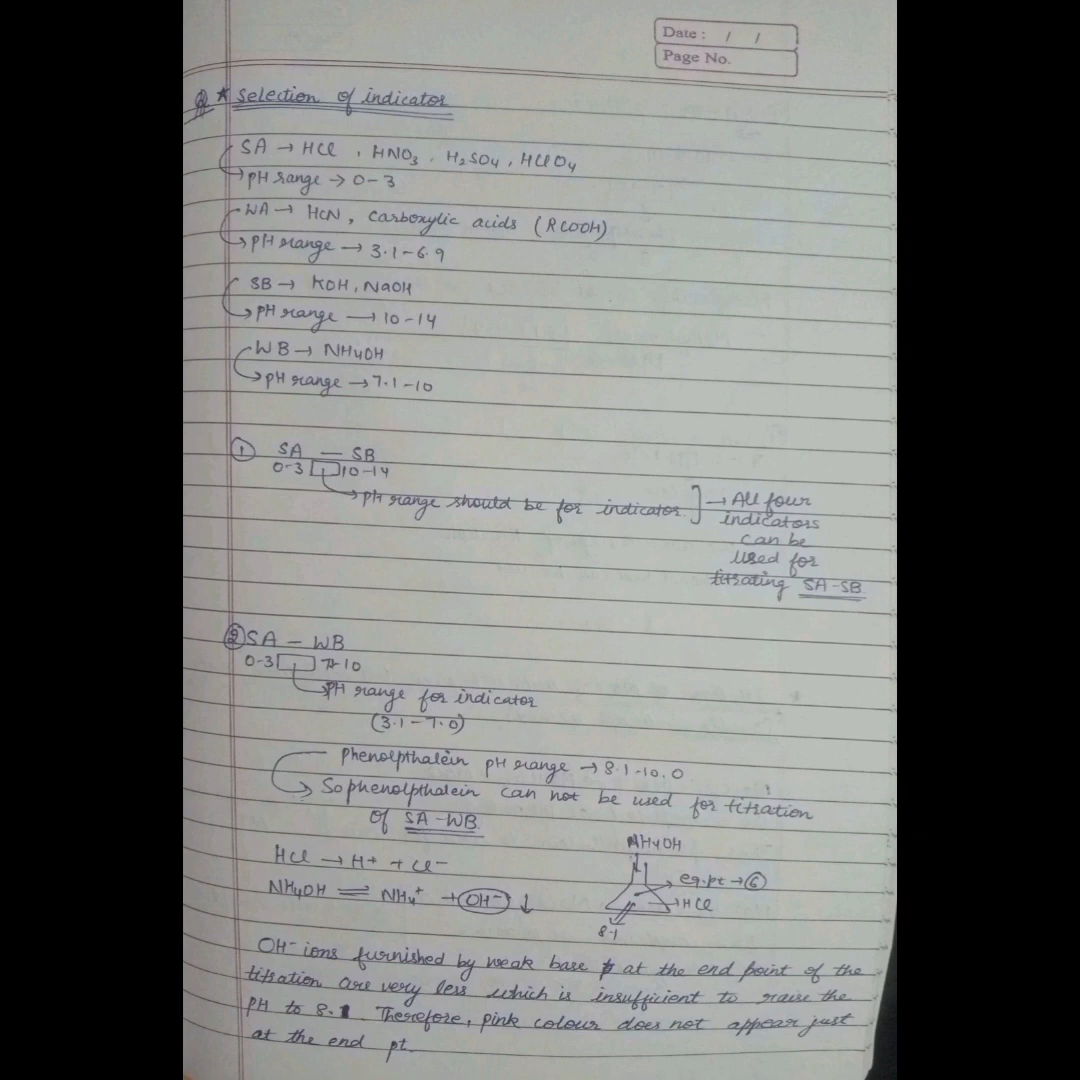 Date : / /
Page No.
Q * Selection of indicator
SA → HCl , HNO3 , H2SO4 , HClO4
→ pH range → 0-3
WA → HCN, Carboxylic acids (RCOOH)
→ pH range → 3.1-6.9
SB → KOH, NaOH
→ pH range → 10-14
WB → NH4OH
→ pH range → 7.1-10
① SA — SB
0-3 10-14
→ pH range should be for indicator ] → All four
indicators
can be
used for
titrating SA-SB.
② SA - WB
0-3 7-10
→ pH range for indicator
(3.1-7.0)
Phenolpthalein pH range → 8.1-10.0
→ So phenolpthalein can not be used for titration
of SA-WB.
HCl → H+ + Cl-
NH4OH ⇌ NH4+ + OH- ↓
NH4OH
eq.pt → ⑥
→ HCl
8.1
OH- ions furnished by weak base at the end point of the
titration are very less which is insufficient to raise the
pH to 8.1. Therefore, pink colour does not appear just
at the end pt.